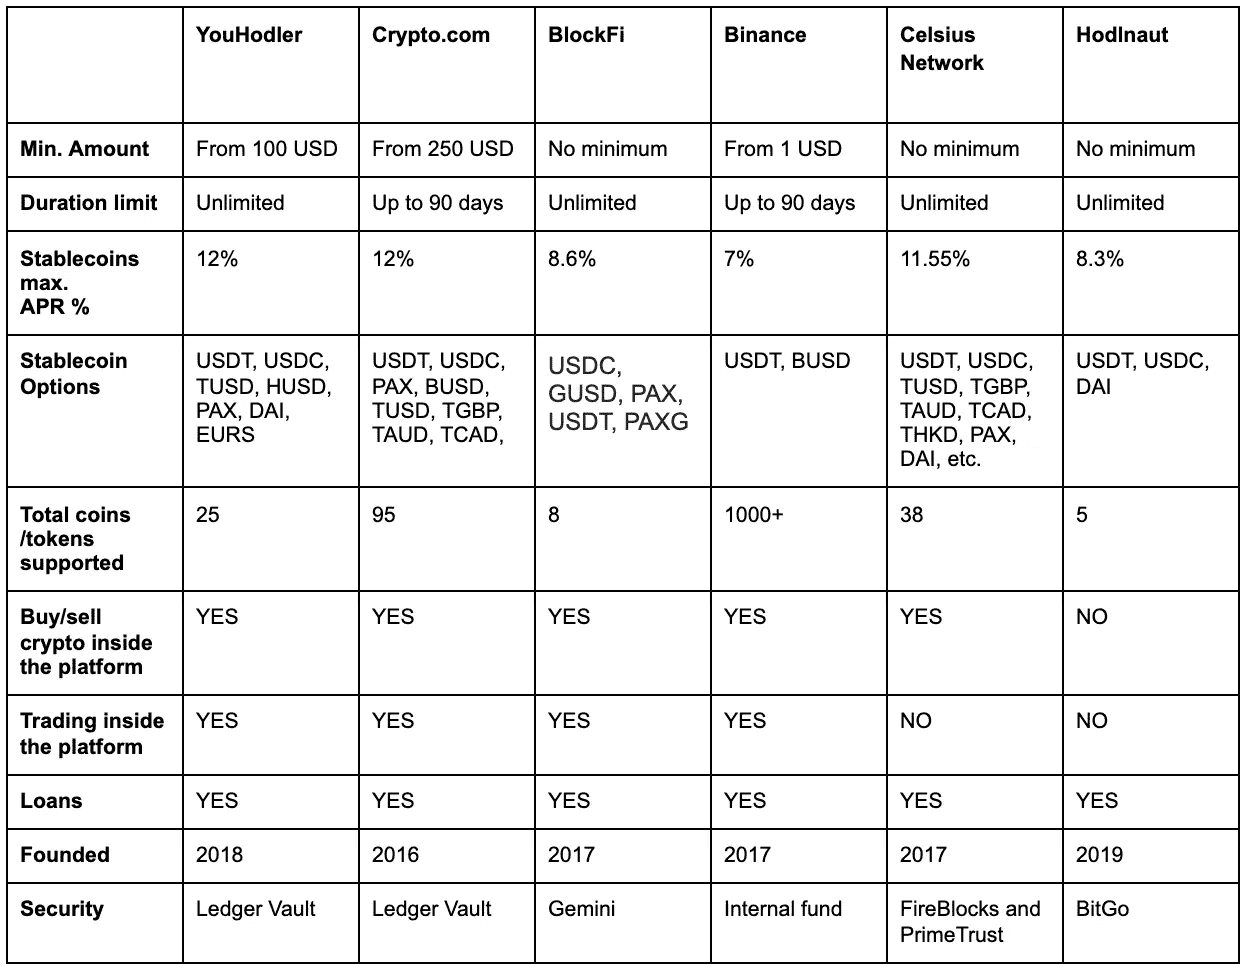 YouHodler Crypto.com BlockFi Binance Celsius Hodlnaut
Network
Min. Amount From 100 USD From 250 USD No minimum From 1 USD No minimum No minimum
Duration limit Unlimited Up to 90 days Unlimited Up to 90 days Unlimited Unlimited
Stablecoins 12% 12% 8.6% 7% 11.55% 8.3%
max.
APR %
Stablecoin USDT, USDC, USDT, USDC, USDC, USDT, BUSD USDT, USDC, USDT, USDC,
Options TUSD, HUSD, PAX, BUSD, GUSD, PAX, TUSD, TGBP, DAI
PAX, DAI, TUSD, TGBP, USDT, PAXG TAUD, TCAD,
EURS TAUD, TCAD, THKD, PAX,
DAI, etc.
Total coins 25 95 8 1000+ 38 5
/tokens
supported
Buy/sell YES YES YES YES YES NO
crypto inside
the platform
Trading inside YES YES YES YES NO NO
the platform
Loans YES YES YES YES YES YES
Founded 2018 2016 2017 2017 2017 2019
Security Ledger Vault Ledger Vault Gemini Internal fund FireBlocks and BitGo
PrimeTrust